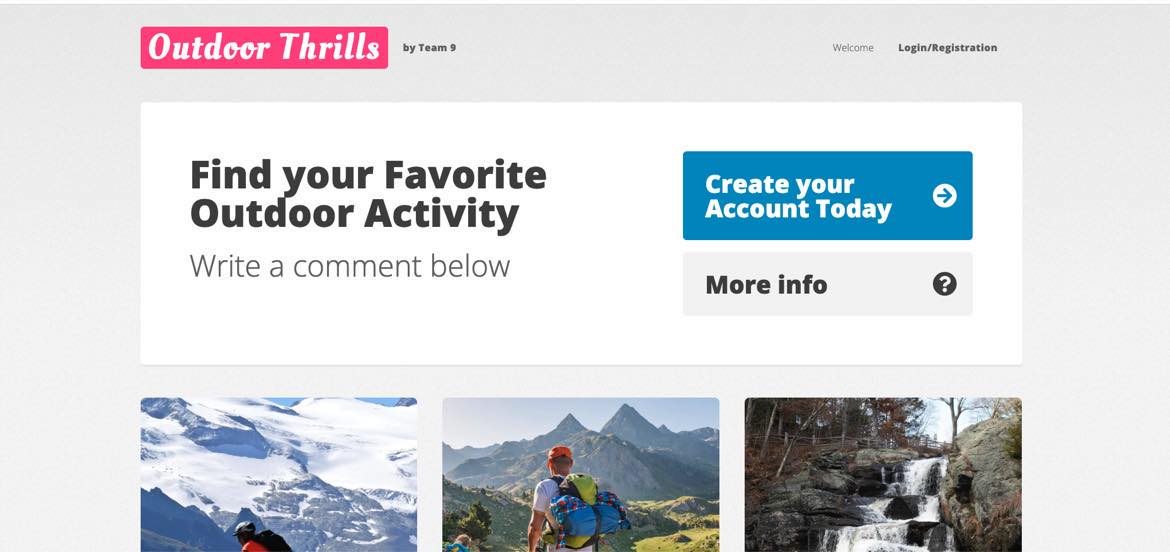 Outdoor Thrills by Team 9 Welcome Login/Registration
Find your Favorite
Outdoor Activity
Write a comment below
Create your
Account Today
More info